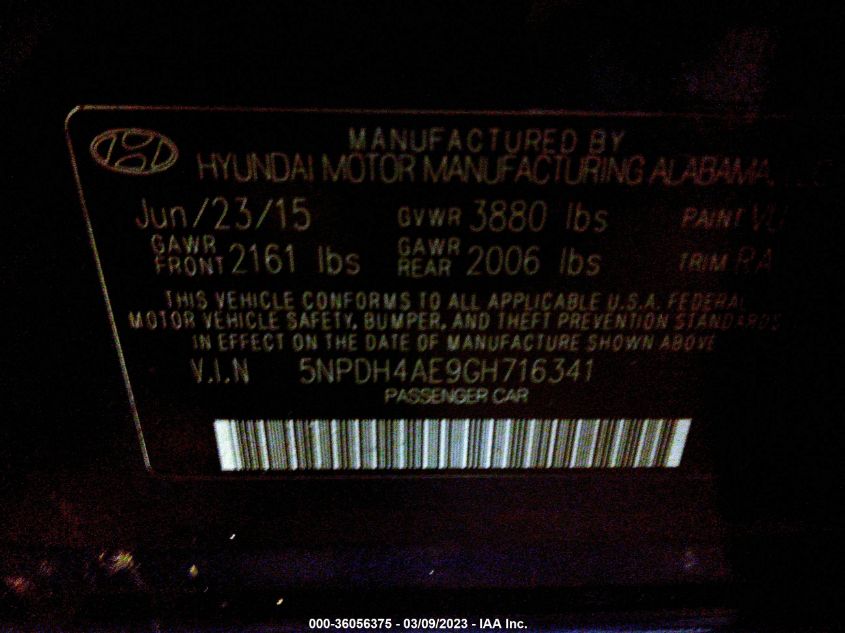 MANUFACTURED BY
HYUNDAI MOTOR MANUFACTURING ALABAMA,
Jun/23/15 GVWR 3880 lbs PAINT
GAWR FRONT 2161 lbs GAWR REAR 2006 lbs TRIM RA
THIS VEHICLE CONFORMS TO ALL APPLICABLE U.S.A. FEDERAL
MOTOR VEHICLE SAFETY, BUMPER, AND THEFT PREVENTION STANDARDS
IN EFFECT ON THE DATE OF MANUFACTURE SHOWN ABOVE
V.I.N 5NPDH4AE9GH716341
PASSENGER CAR
000-36056375 - 03/09/2023 - IAA Inc.